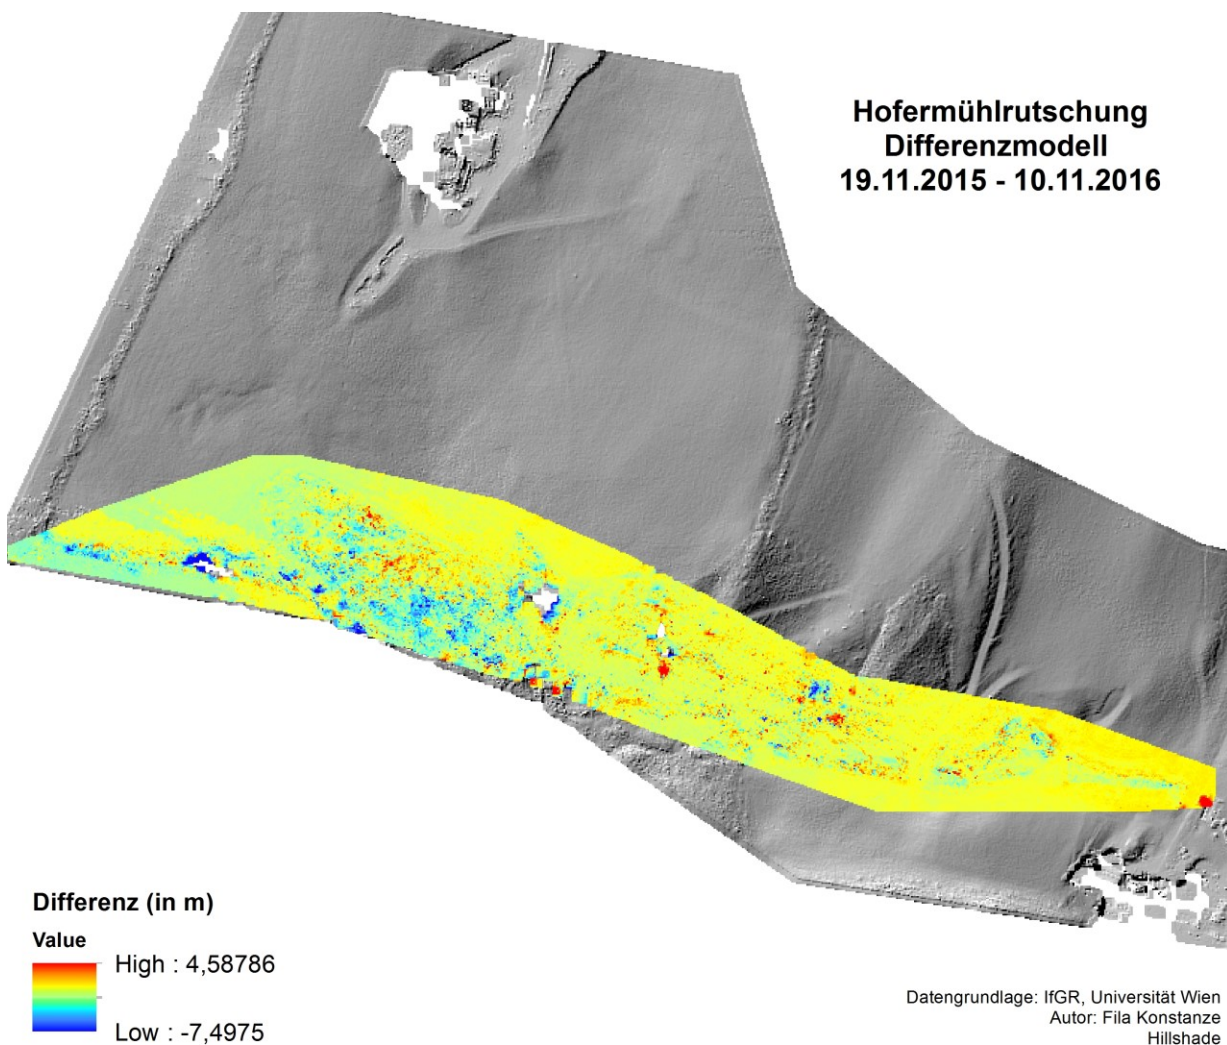 Hofermühlrutschung
Differenzmodell
19.11.2015 - 10.11.2016
Differenz (in m)
Value
High : 4,58786
Low : -7,4975
Datengrundlage: IfGR, Universität Wien
Autor: Fila Konstanze
Hillshade